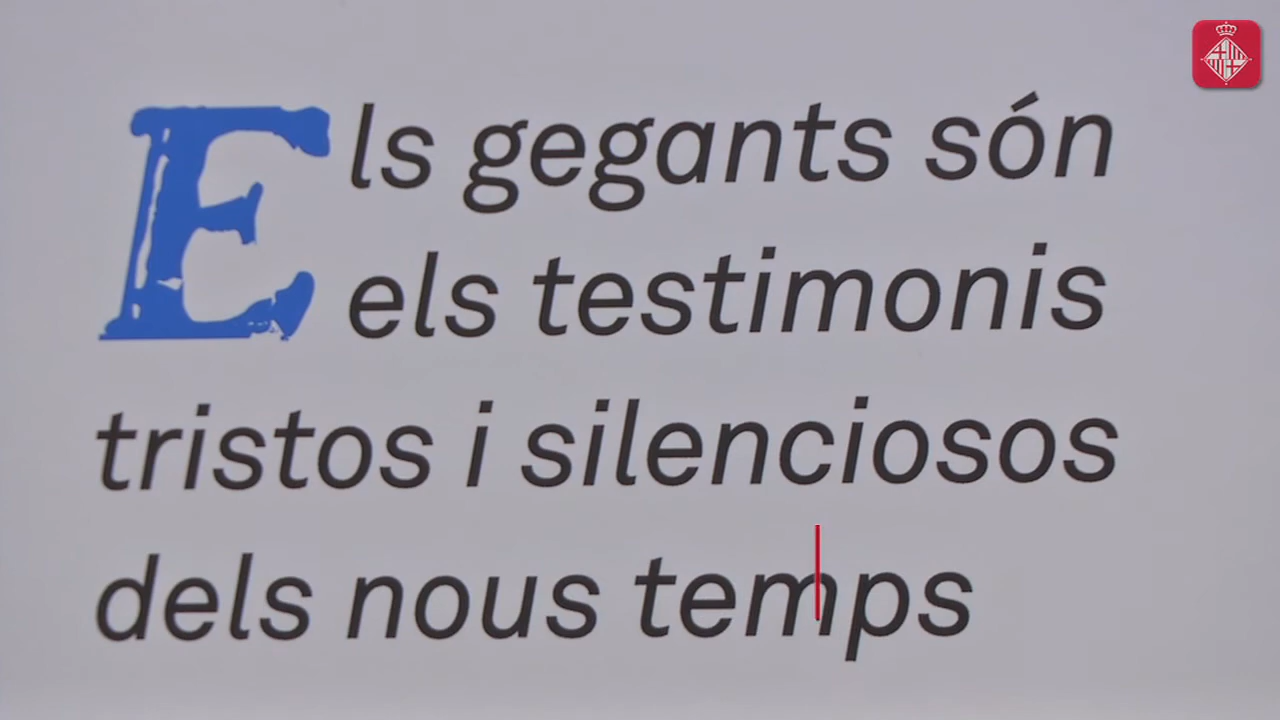 Els gegants són
els testimonis
tristos i silenciosos
dels nous temps